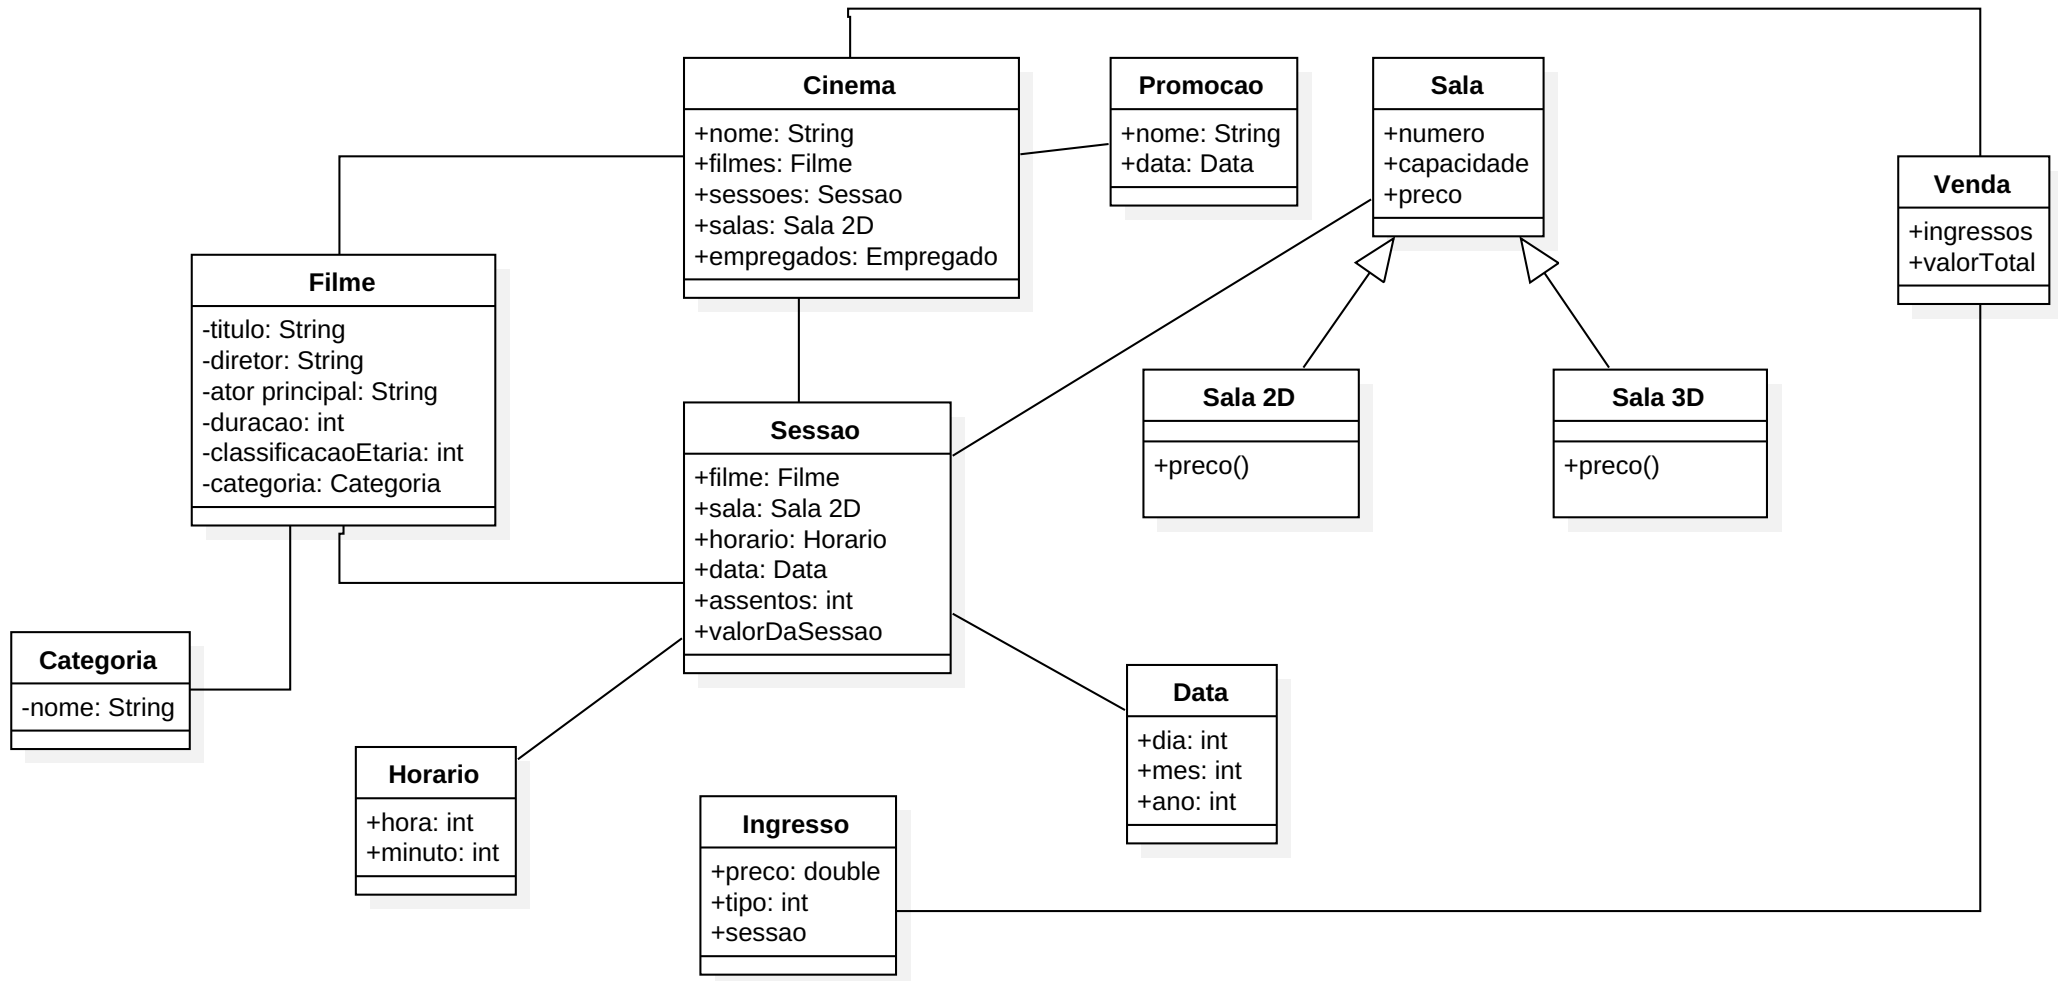 Cinema
+nome: String
+filmes: Filme
+sessoes: Sessao
+salas: Sala 2D
+empregados: Empregado
Promocao
+nome: String
+data: Data
Sala
+numero
+capacidade
+preco
Venda
+ingressos
+valorTotal
Filme
-titulo: String
-diretor: String
-ator principal: String
-duracao: int
-classificacaoEtaria: int
-categoria: Categoria
Sala 2D
+preco()
Sala 3D
+preco()
Sessao
+filme: Filme
+sala: Sala 2D
+horario: Horario
+data: Data
+assentos: int
+valorDaSessao
Categoria
-nome: String
Data
+dia: int
+mes: int
+ano: int
Horario
+hora: int
+minuto: int
Ingresso
+preco: double
+tipo: int
+sessao